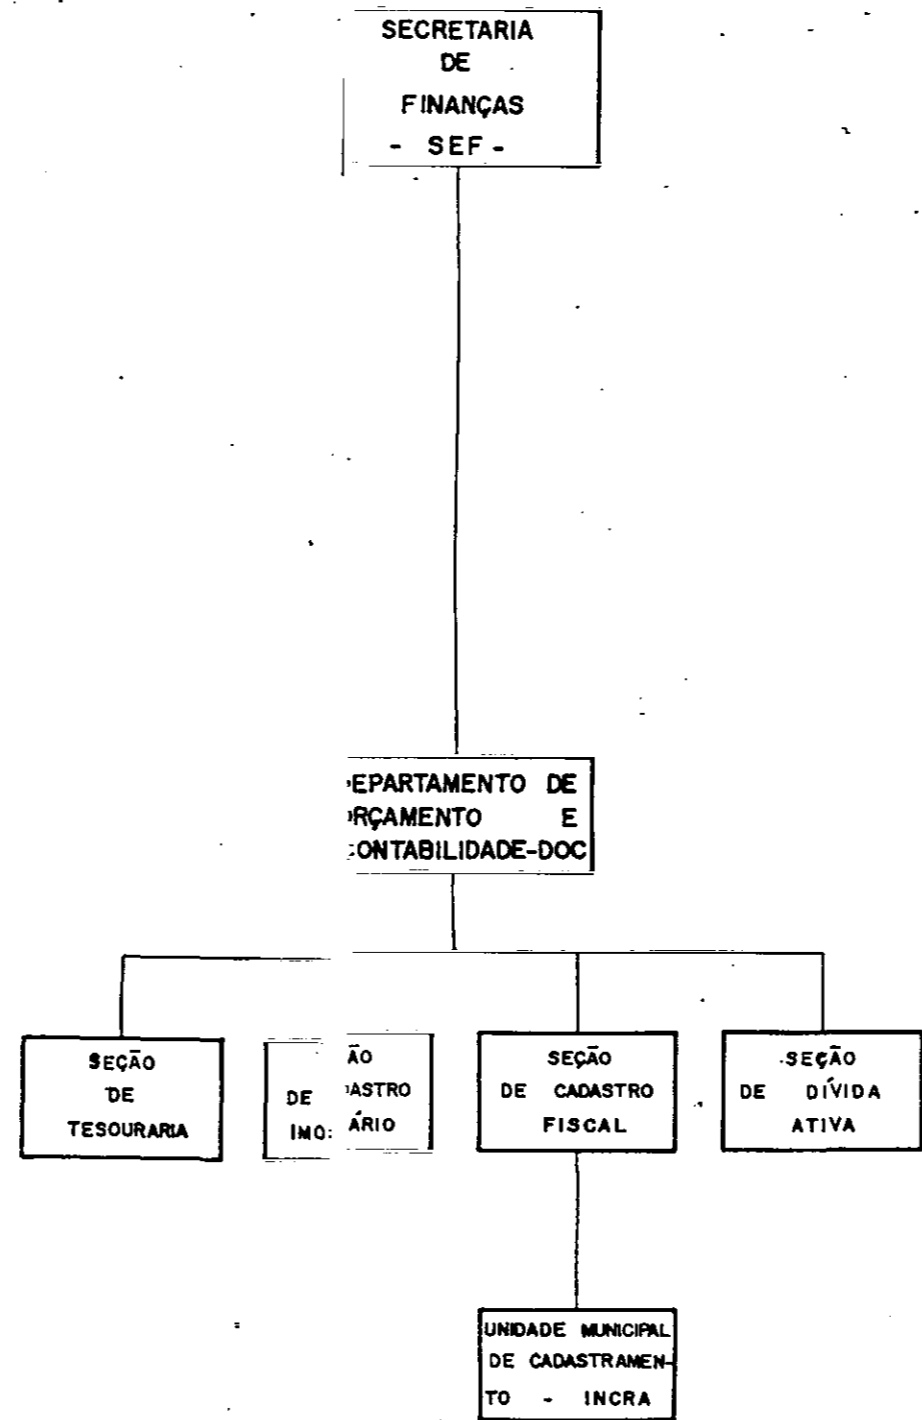 SECRETARIA
DE
FINANÇAS
- SEF -
EPARTAMENTO DE
RÇAMENTO E
ONTABILIDADE-DOC
SEÇÃO
DE
TESOURARIA
ÃO
DE ASTRO
IMO ÁRIO
SEÇÃO
DE CADASTRO
FISCAL
SEÇÃO
DE DÍVIDA
ATIVA
UNIDADE MUNICIPAL
DE CADASTRAMEN-
TO - INCRA